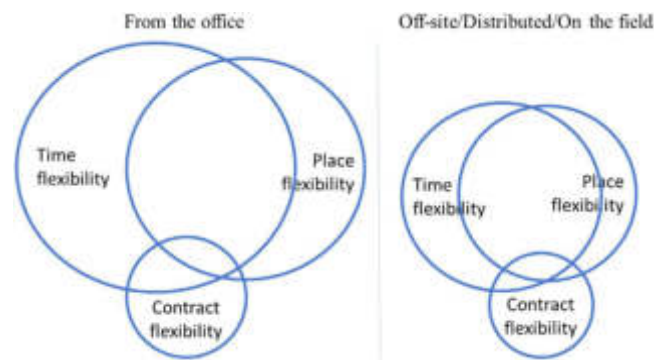 From the office
Off-site/Distributed/On the field
Time
flexibility
Place
flexibility
Contract
flexibility
Time
flexibility
Place
flexibility
Contract
flexibility